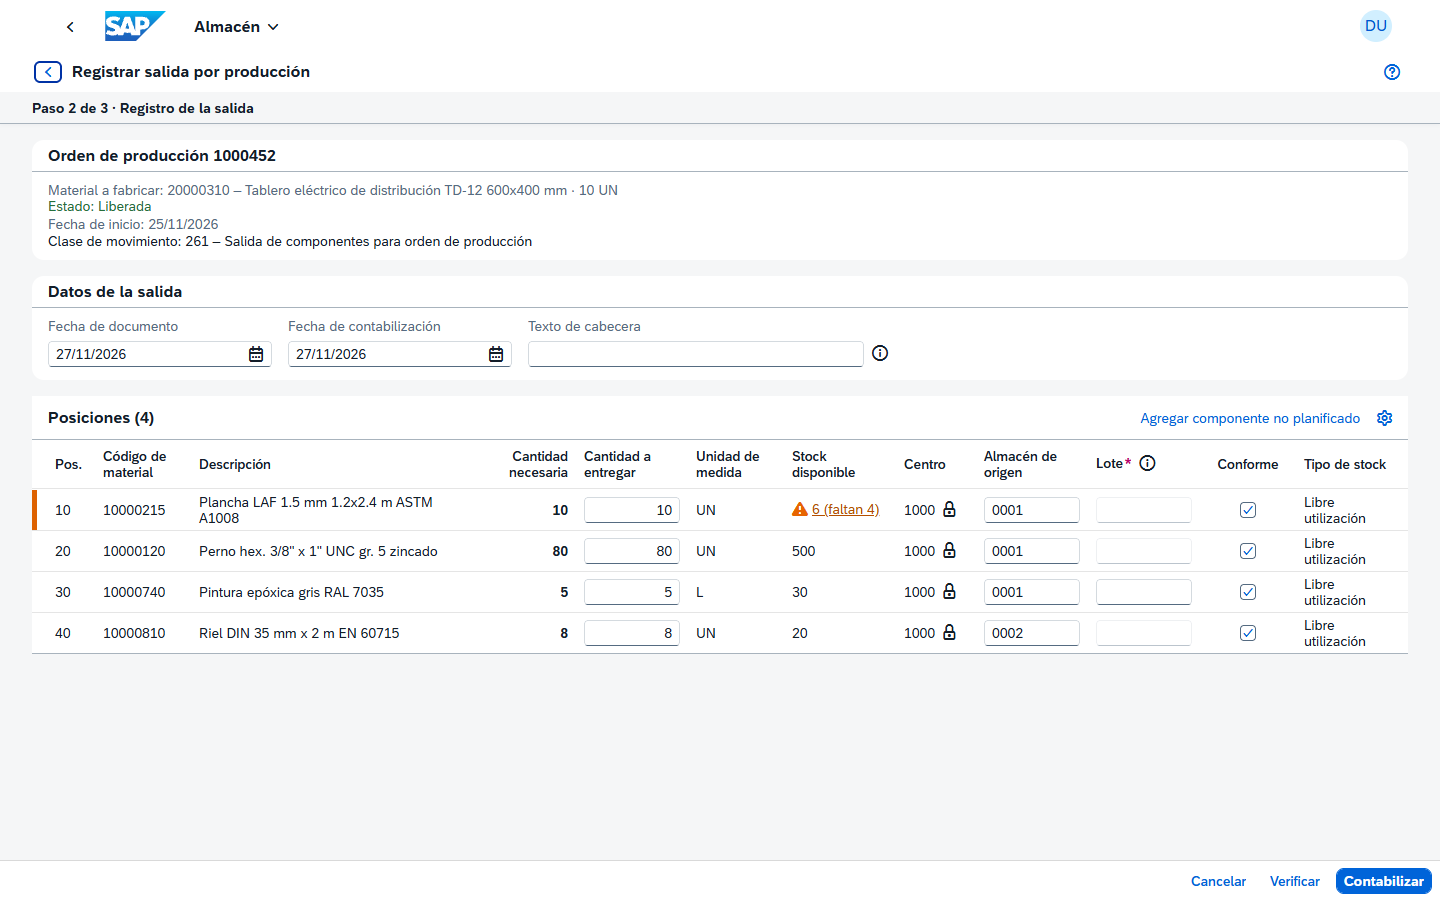 SAP Almacén DU
Registrar salida por producción
Paso 2 de 3 · Registro de la salida
Orden de producción 1000452
Material a fabricar: 20000310 – Tablero eléctrico de distribución TD-12 600x400 mm · 10 UN
Estado: Liberada
Fecha de inicio: 25/11/2026
Clase de movimiento: 261 – Salida de componentes para orden de producción
Datos de la salida
Fecha de documento Fecha de contabilización Texto de cabecera
27/11/2026 27/11/2026
Posiciones (4) Agregar componente no planificado
Pos. Código de material Descripción Cantidad necesaria Cantidad a entregar Unidad de medida Stock disponible Centro Almacén de origen Lote* Conforme Tipo de stock
10 10000215 Plancha LAF 1.5 mm 1.2x2.4 m ASTM A1008 10 10 UN 6 (faltan 4) 1000 0001 Libre utilización
20 10000120 Perno hex. 3/8" x 1" UNC gr. 5 zincado 80 80 UN 500 1000 0001 Libre utilización
30 10000740 Pintura epóxica gris RAL 7035 5 5 L 30 1000 0001 Libre utilización
40 10000810 Riel DIN 35 mm x 2 m EN 60715 8 8 UN 20 1000 0002 Libre utilización
Cancelar Verificar Contabilizar